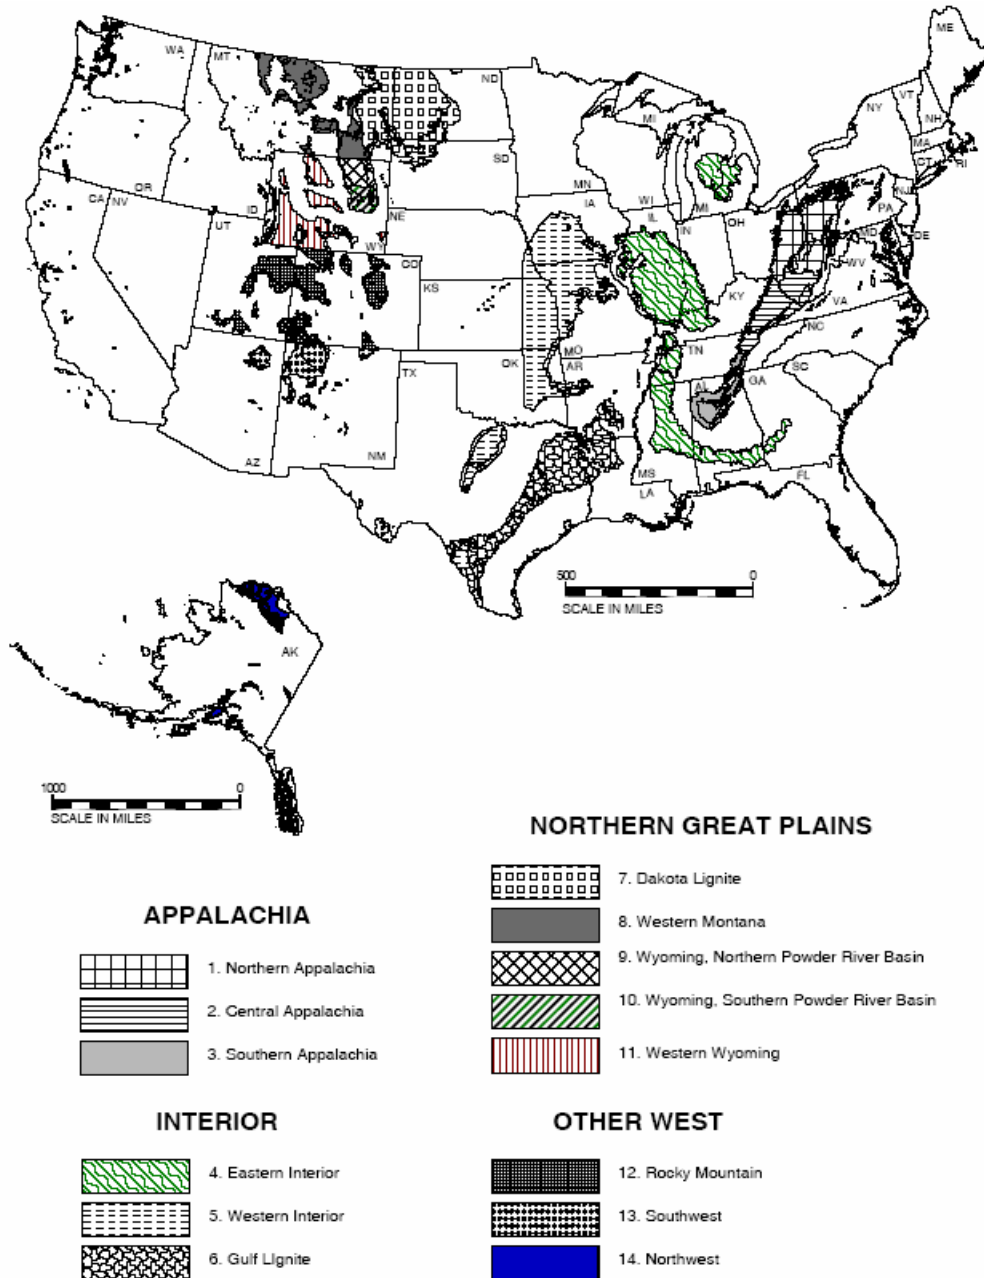 ME
WA
MT
ND
VT
NY
NH
MI
MA
CT
RI
SD
OR
MN
WI
MI
NJ
PA
CA
NV
ID
IA
IL
IN
OH
MD
DE
UT
NE
WY
WV
CO
KS
KY
VA
NC
MO
TN
OK
AR
SC
TX
AL
GA
AZ
NM
MS
LA
FL
500 0
SCALE IN MILES
AK
1000 0
SCALE IN MILES
NORTHERN GREAT PLAINS
7. Dakota Lignite
8. Western Montana
9. Wyoming, Northern Powder River Basin
10. Wyoming, Southern Powder River Basin
11. Western Wyoming
APPALACHIA
1. Northern Appalachia
2. Central Appalachia
3. Southern Appalachia
INTERIOR
4. Eastern Interior
5. Western Interior
6. Gulf Lignite
OTHER WEST
12. Rocky Mountain
13. Southwest
14. Northwest